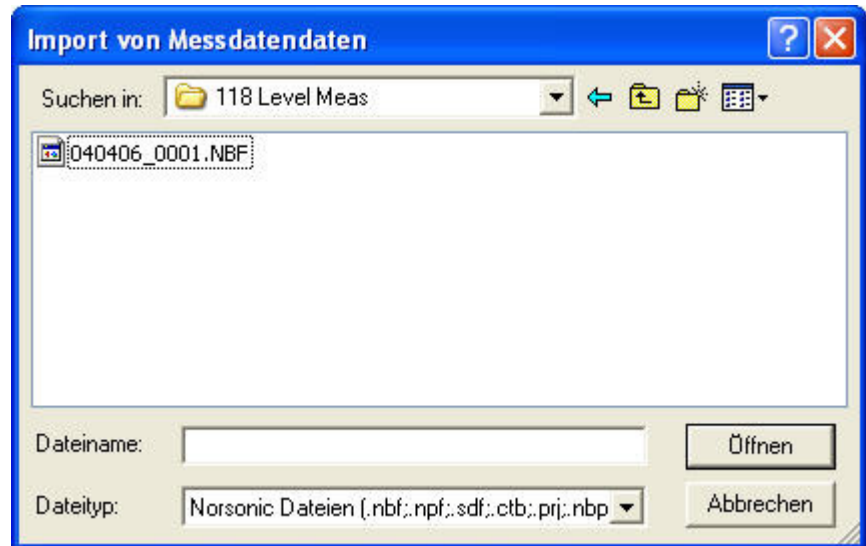 Import von Messdatendaten
Suchen in: 118 Level Meas
040406_0001.NBF
Dateiname: Öffnen
Dateityp: Norsonic Dateien (.nbf;.npf;.sdf;.ctb;.prj;.nbp Abbrechen